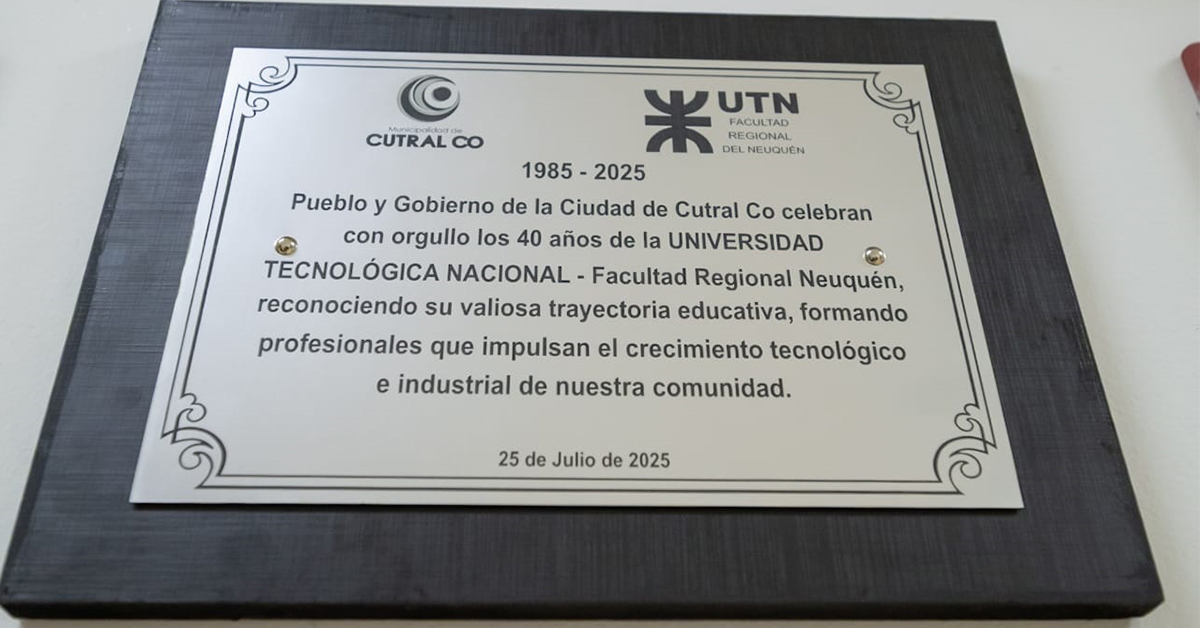 Municipalidad de
CUTRAL CO
UTN
FACULTAD
REGIONAL
DEL NEUQUÉN
1985 - 2025
Pueblo y Gobierno de la Ciudad de Cutral Co celebran
con orgullo los 40 años de la UNIVERSIDAD
TECNOLÓGICA NACIONAL - Facultad Regional Neuquén,
reconociendo su valiosa trayectoria educativa, formando
profesionales que impulsan el crecimiento tecnológico
e industrial de nuestra comunidad.
25 de Julio de 2025